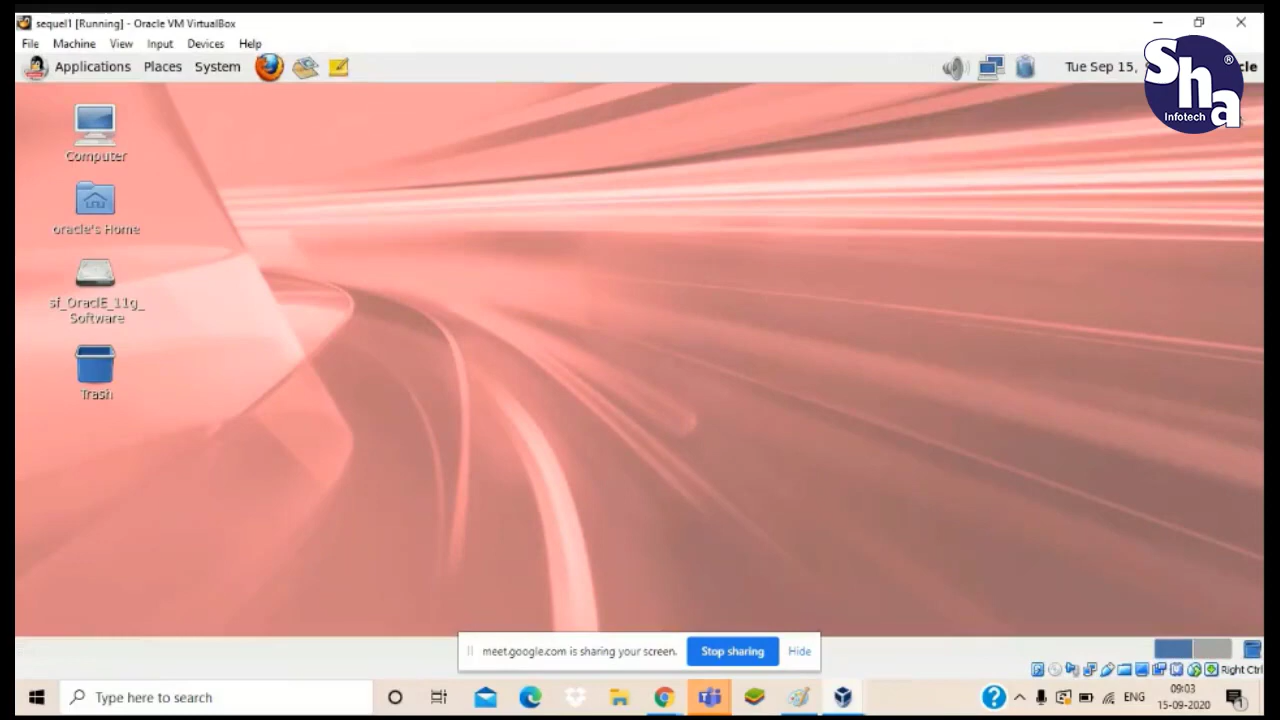 sequel1 [Running] - Oracle VM VirtualBox
File Machine View Input Devices Help
Applications Places System
Tue Sep 15,
cle
Sha
Infotech
®
Computer
oracle's Home
sf_OraclE_11g_
Software
Trash
meet.google.com is sharing your screen.
Stop sharing
Hide
Right Ctrl
Type here to search
ENG
09:03
15-09-2020
1